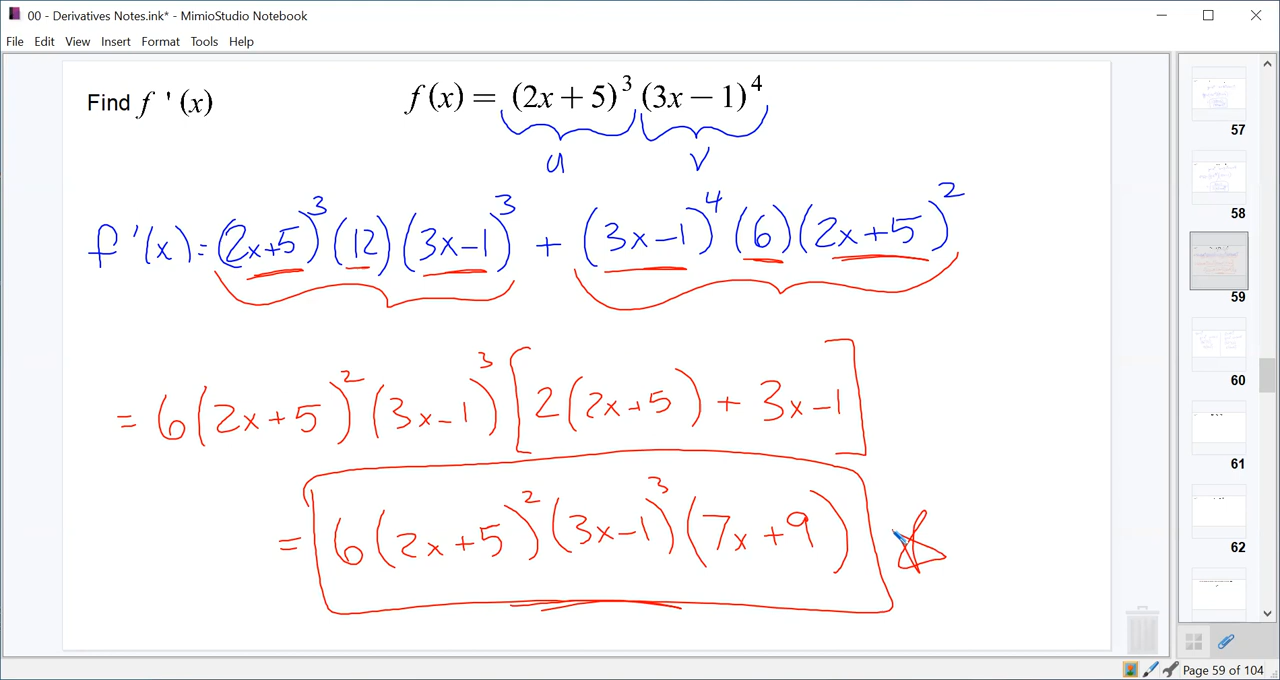 00 - Derivatives Notes.ink* - MimioStudio Notebook
File Edit View Insert Format Tools Help
Find f '(x)
f(x) = (2x + 5)³(3x − 1)⁴
u v
f'(x): (2x+5)³(12)(3x−1)³ + (3x−1)⁴(6)(2x+5)²
= 6(2x+5)²(3x−1)³[2(2x+5) + 3x−1]
= 6(2x+5)²(3x−1)³(7x+9)
57
58
59
60
61
62
Page 59 of 104